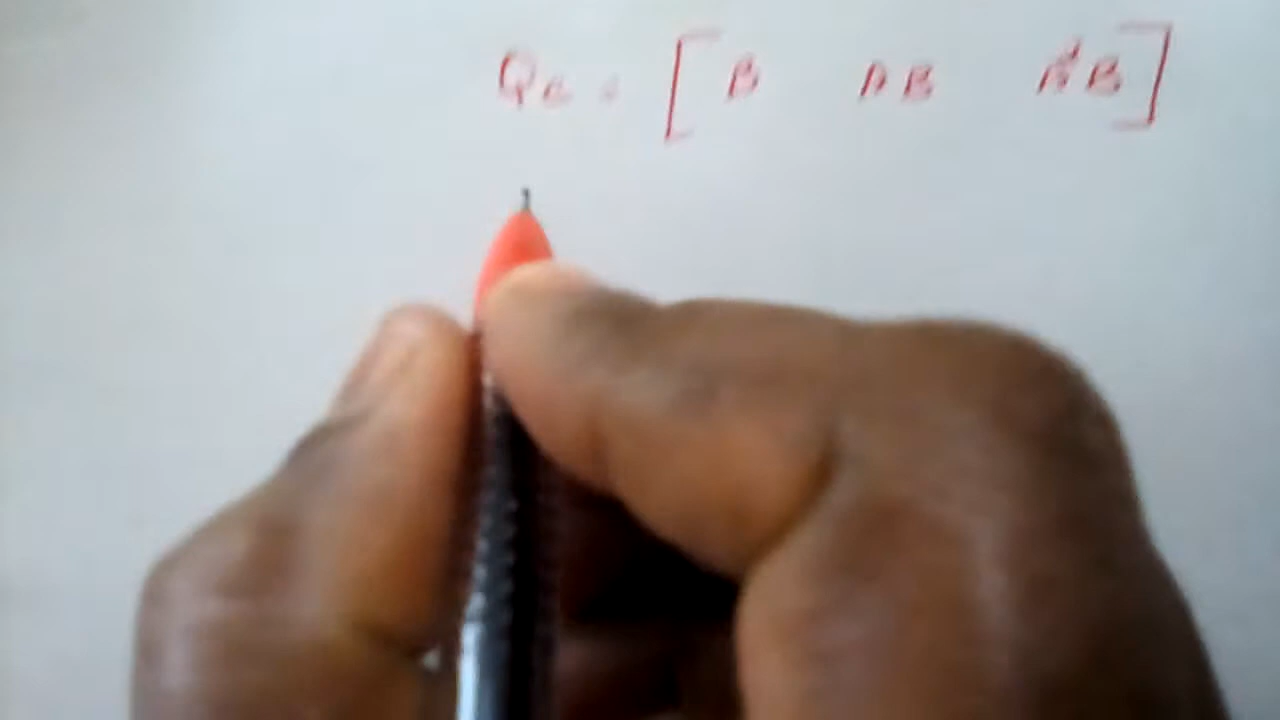 Qc = [ B AB A²B ]